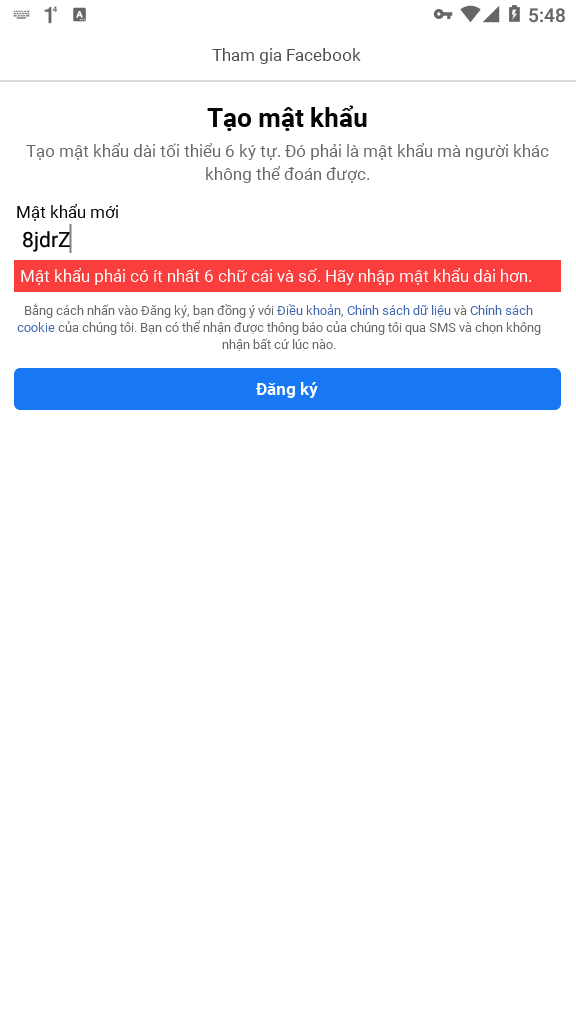 5:48
Tham gia Facebook
Tạo mật khẩu
Tạo mật khẩu dài tối thiểu 6 ký tự. Đó phải là mật khẩu mà người khác
không thể đoán được.
Mật khẩu mới
8jdrZ
Mật khẩu phải có ít nhất 6 chữ cái và số. Hãy nhập mật khẩu dài hơn.
Bằng cách nhấn vào Đăng ký, bạn đồng ý với Điều khoản, Chính sách dữ liệu và Chính sách
cookie của chúng tôi. Bạn có thể nhận được thông báo của chúng tôi qua SMS và chọn không
nhận bất cứ lúc nào.
Đăng ký